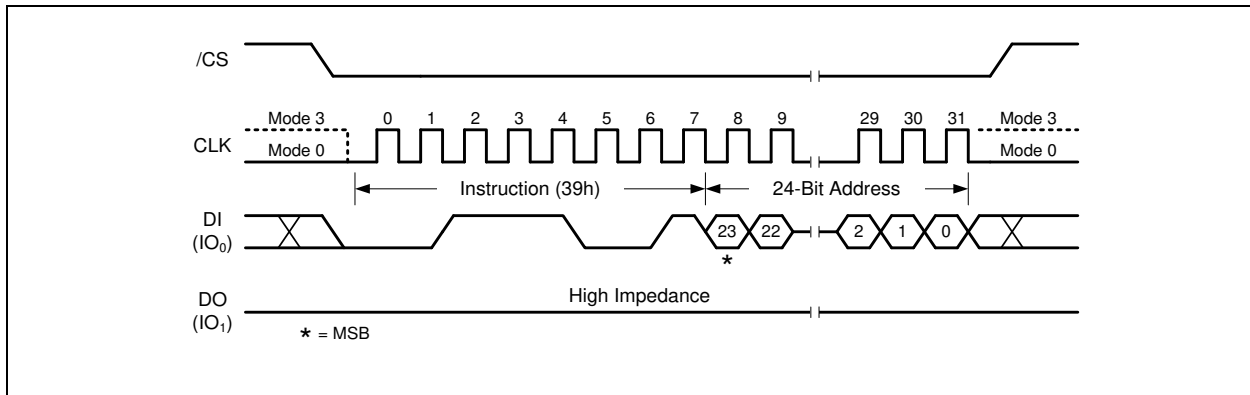 /CS
Mode 3 0 1 2 3 4 5 6 7 8 9 29 30 31 Mode 3
CLK
Mode 0 Mode 0
Instruction (39h) 24-Bit Address
DI
(IO₀)
23 22 2 1 0
*
High Impedance
DO
(IO₁)
* = MSB